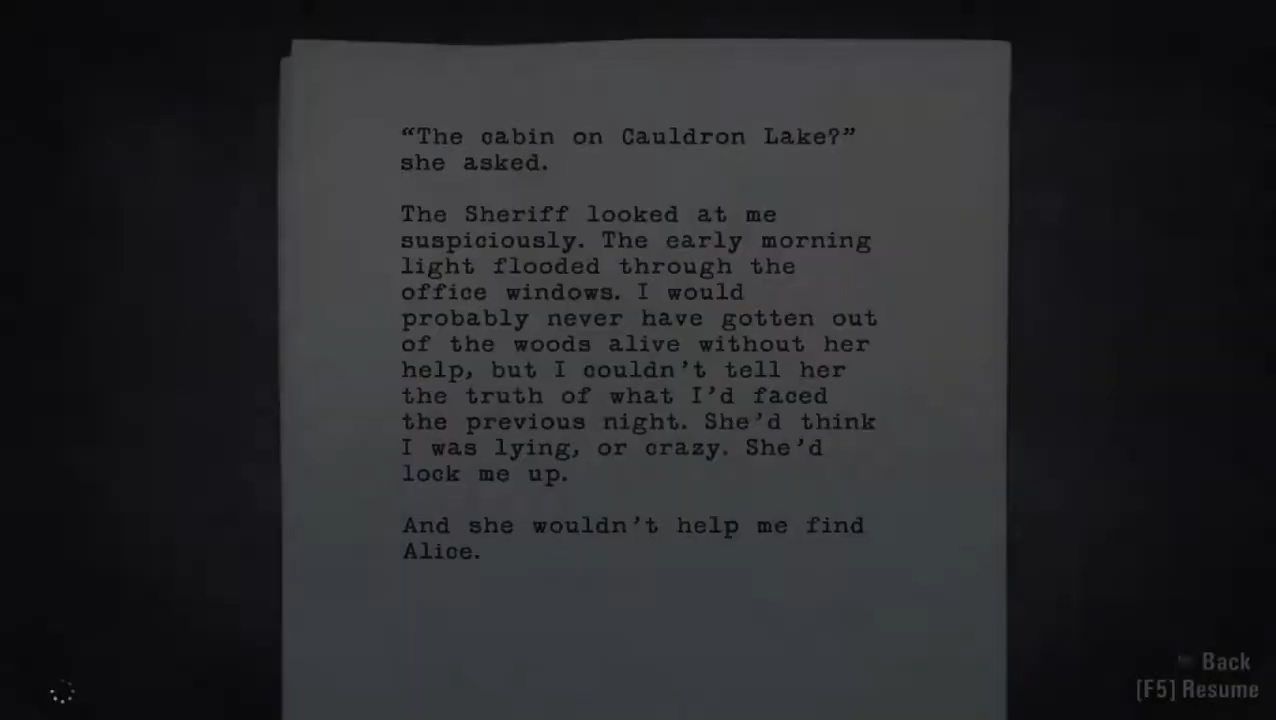 “The cabin on Cauldron Lake?”
she asked.
The Sheriff looked at me
suspiciously. The early morning
light flooded through the
office windows. I would
probably never have gotten out
of the woods alive without her
help, but I couldn’t tell her
the truth of what I’d faced
the previous night. She’d think
I was lying, or crazy. She’d
lock me up.
And she wouldn’t help me find
Alice.
Back
[F5] Resume